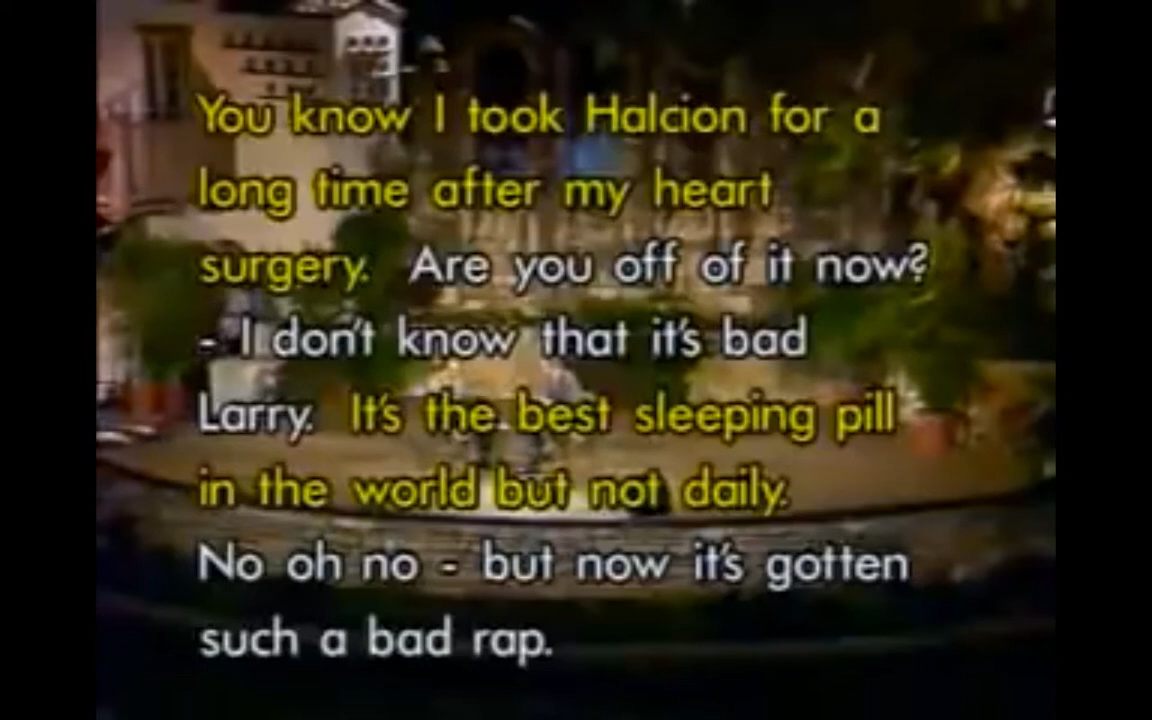 You know I took Halcion for a
long time after my heart
surgery. Are you off of it now?
- I don't know that it's bad
Larry. It's the best sleeping pill
in the world but not daily.
No oh no - but now it's gotten
such a bad rap.